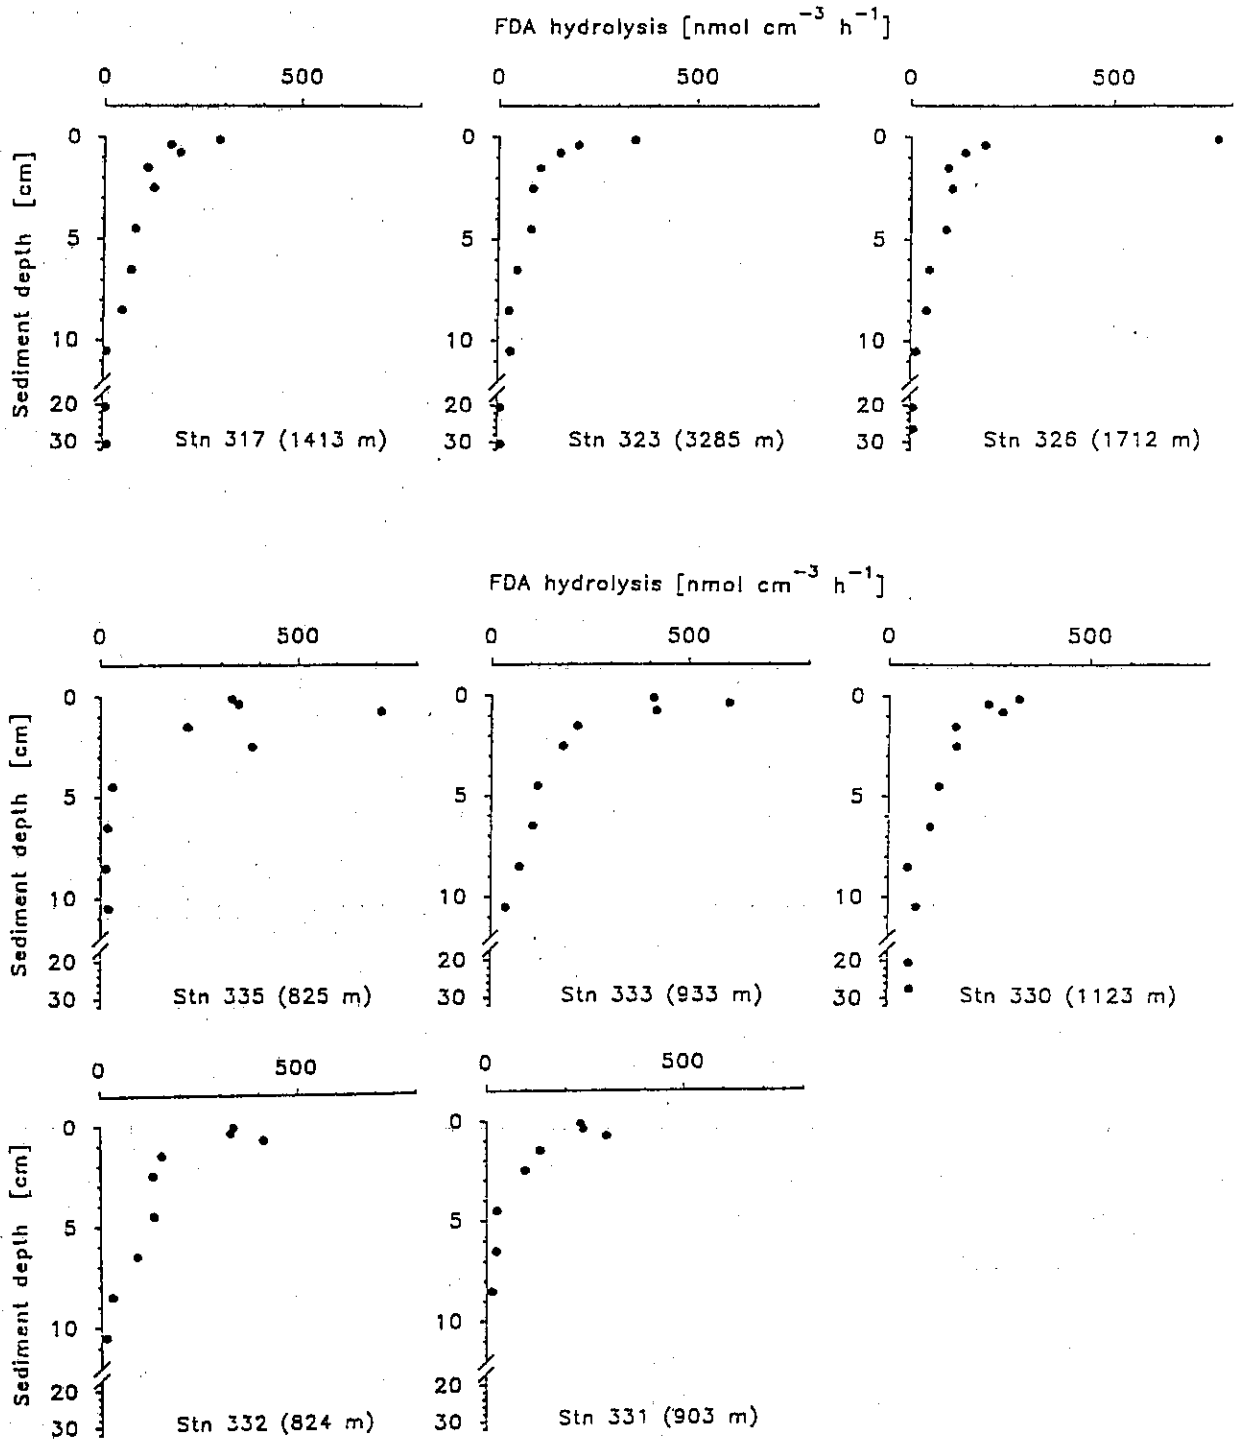 FDA hydrolysis [nmol cm⁻³ h⁻¹]
0 500 0 500 0 500
Sediment depth [cm]
0 0 0
5 5 5
10 10 10
20 20 20
30 30 30
Stn 317 (1413 m) Stn 323 (3285 m) Stn 326 (1712 m)
FDA hydrolysis [nmol cm⁻³ h⁻¹]
0 500 0 500 0 500
Sediment depth [cm]
0 0 0
5 5 5
10 10 10
20 20 20
30 30 30
Stn 335 (825 m) Stn 333 (933 m) Stn 330 (1123 m)
0 500 0 500
Sediment depth [cm]
0 0
5 5
10 10
20 20
30 30
Stn 332 (824 m) Stn 331 (903 m)